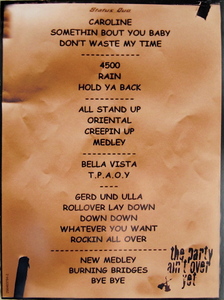 Status Quo
CAROLINE
SOMETHIN BOUT YOU BABY
DON'T WASTE MY TIME
4500
RAIN
HOLD YA BACK
ALL STAND UP
ORIENTAL
CREEPIN UP
MEDLEY
BELLA VISTA
T.P.A.O.Y
GERD UND ULLA
ROLLOVER LAY DOWN
DOWN DOWN
WHATEVER YOU WANT
ROCKIN ALL OVER
NEW MEDLEY
BURNING BRIDGES
BYE BYE
the party
ain't over
yet